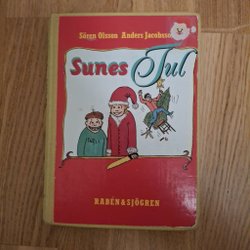 Sören Olsson Anders Jacobsson
Sunes Jul
RABÉN & SJÖGREN